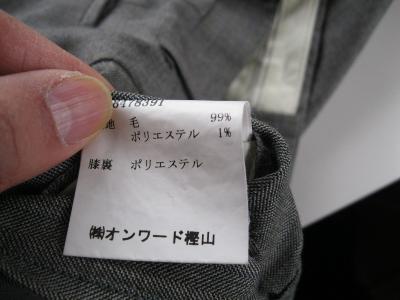 0178391
地 毛 99%
ポリエステル 1%
膝裏 ポリエステル
㈱オンワード樫山